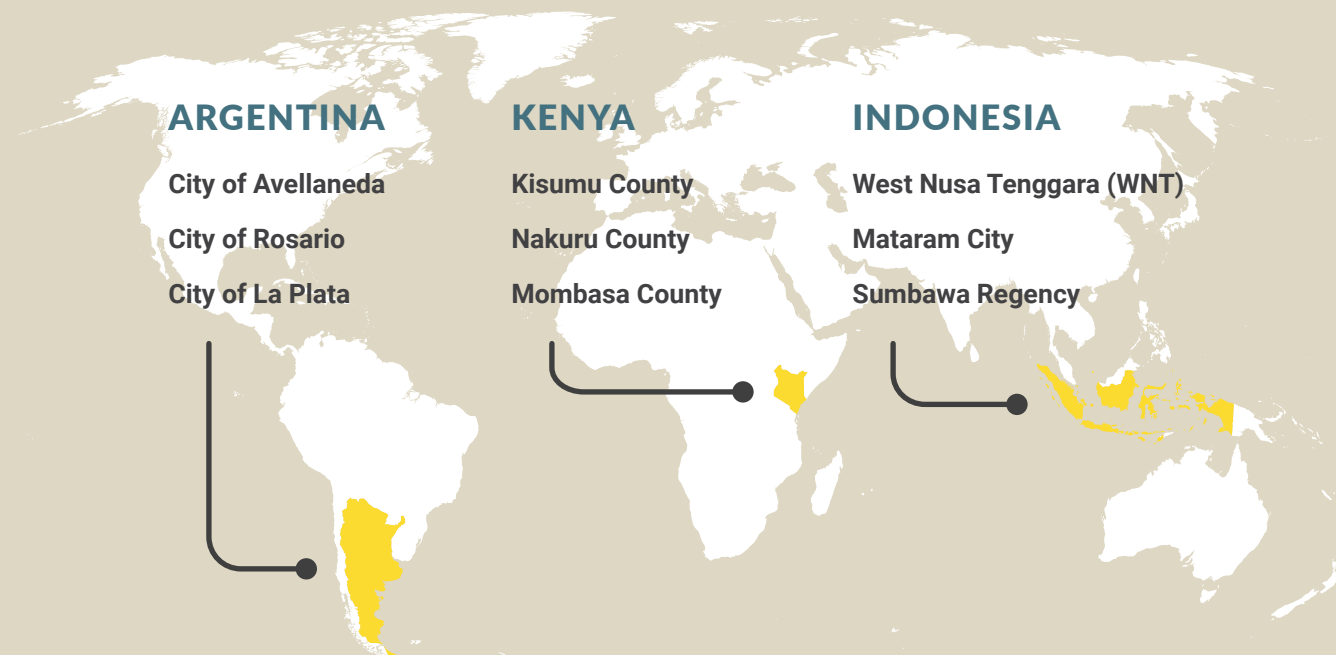 ARGENTINA
City of Avellaneda
City of Rosario
City of La Plata
KENYA
Kisumu County
Nakuru County
Mombasa County
INDONESIA
West Nusa Tenggara (WNT)
Mataram City
Sumbawa Regency